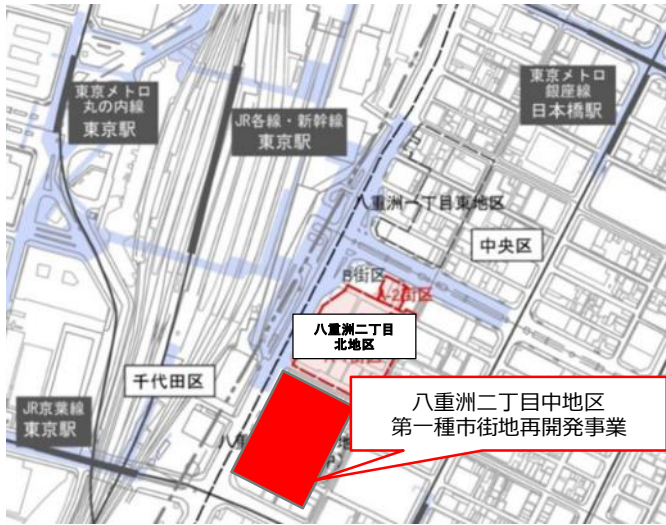 東京メトロ
丸の内線
東京駅
JR各線・新幹線
東京駅
東京メトロ
銀座線
日本橋駅
八重洲一丁目東地区
中央区
B街区
A-2街区
八重洲二丁目
北地区
千代田区
JR京葉線
東京駅
八重洲二丁目中地区
第一種市街地再開発事業